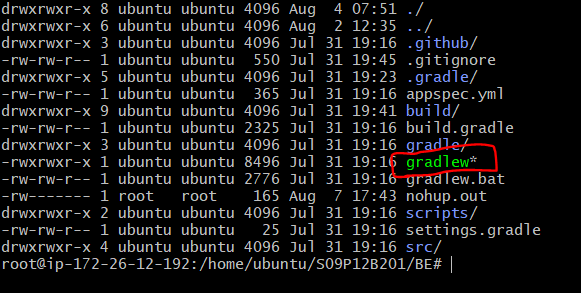 drwxrwxr-x 8 ubuntu ubuntu 4096 Aug 4 07:51 ./
drwxrwxr-x 6 ubuntu ubuntu 4096 Aug 2 12:35 ../
drwxrwxr-x 3 ubuntu ubuntu 4096 Jul 31 19:16 .github/
-rw-rw-r-- 1 ubuntu ubuntu 550 Jul 31 19:45 .gitignore
drwxrwxr-x 5 ubuntu ubuntu 4096 Jul 31 19:23 .gradle/
-rw-rw-r-- 1 ubuntu ubuntu 365 Jul 31 19:16 appspec.yml
drwxrwxr-x 9 ubuntu ubuntu 4096 Jul 31 19:41 build/
-rw-rw-r-- 1 ubuntu ubuntu 2325 Jul 31 19:16 build.gradle
drwxrwxr-x 3 ubuntu ubuntu 4096 Jul 31 19:16 gradle/
-rwxrwxr-x 1 ubuntu ubuntu 8496 Jul 31 19:16 gradlew*
-rw-rw-r-- 1 ubuntu ubuntu 2776 Jul 31 19:16 gradlew.bat
-rw------- 1 root root 165 Aug 7 17:43 nohup.out
drwxrwxr-x 2 ubuntu ubuntu 4096 Jul 31 19:16 scripts/
-rw-rw-r-- 1 ubuntu ubuntu 25 Jul 31 19:16 settings.gradle
drwxrwxr-x 4 ubuntu ubuntu 4096 Jul 31 19:16 src/
root@ip-172-26-12-192:/home/ubuntu/S09P12B201/BE#